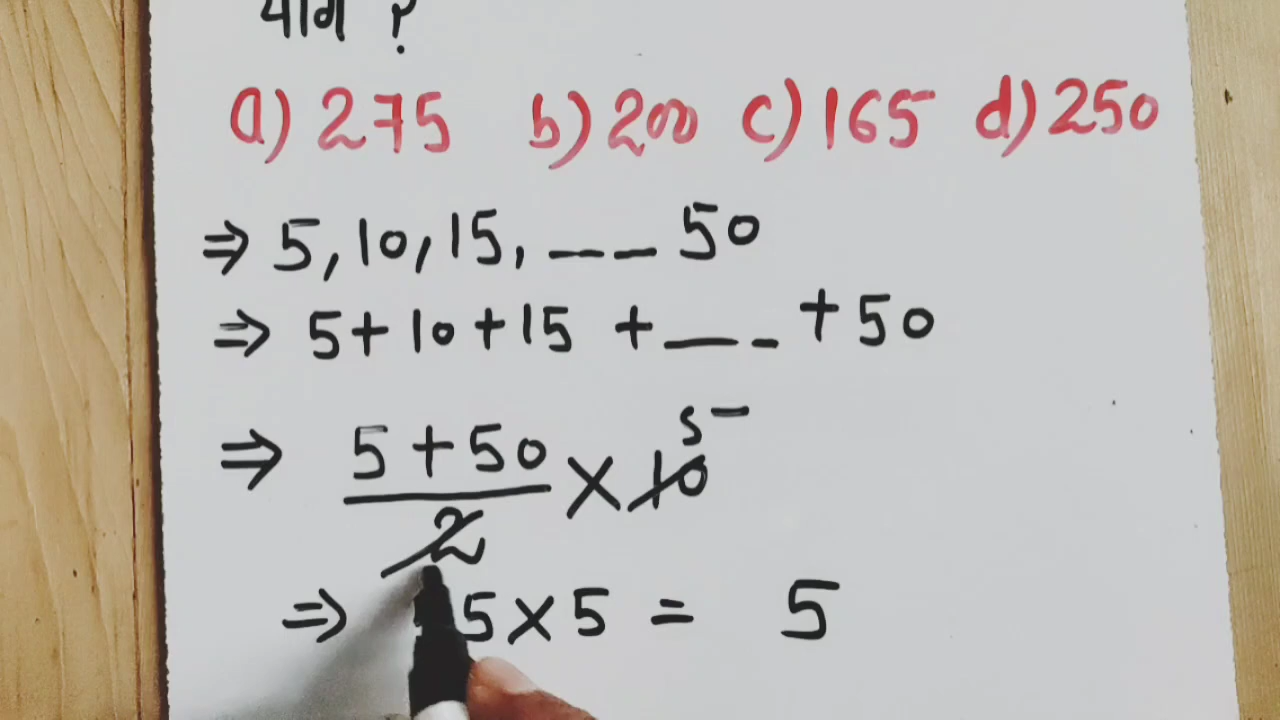 योग ?
a) 275 b) 200 c) 165 d) 250
⇒ 5, 10, 15, --- 50
⇒ 5 + 10 + 15 + --- + 50
⇒ 5 + 50 / 2 × 10 5
⇒ 5 × 5 = 5